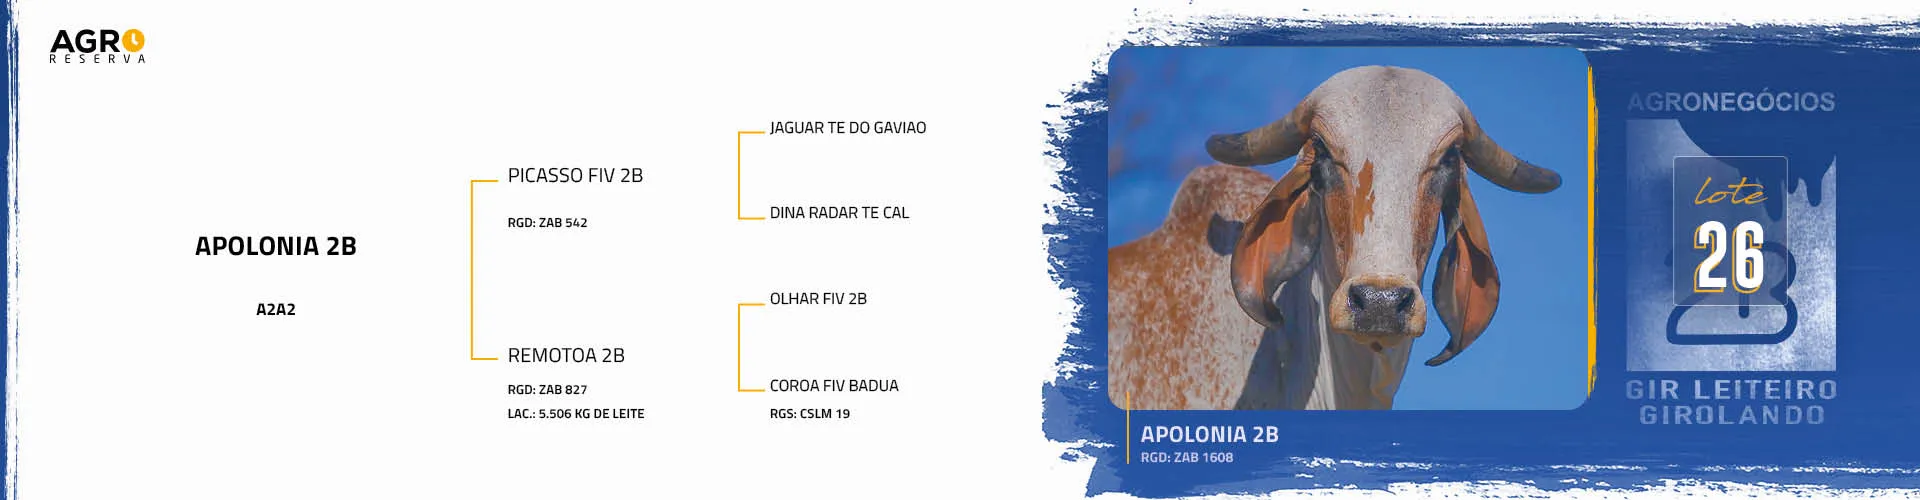 AGRO
RESERVA
APOLONIA 2B
A2A2
PICASSO FIV 2B
RGD: ZAB 542
REMOTOA 2B
RGD: ZAB 827
LAC.: 5.506 KG DE LEITE
JAGUAR TE DO GAVIAO
DINA RADAR TE CAL
OLHAR FIV 2B
COROA FIV BADUA
RGS: CSLM 19
APOLONIA 2B
RGD: ZAB 1608
AGRONEGÓCIOS
lote
26
GIR LEITEIRO
GIROLANDO